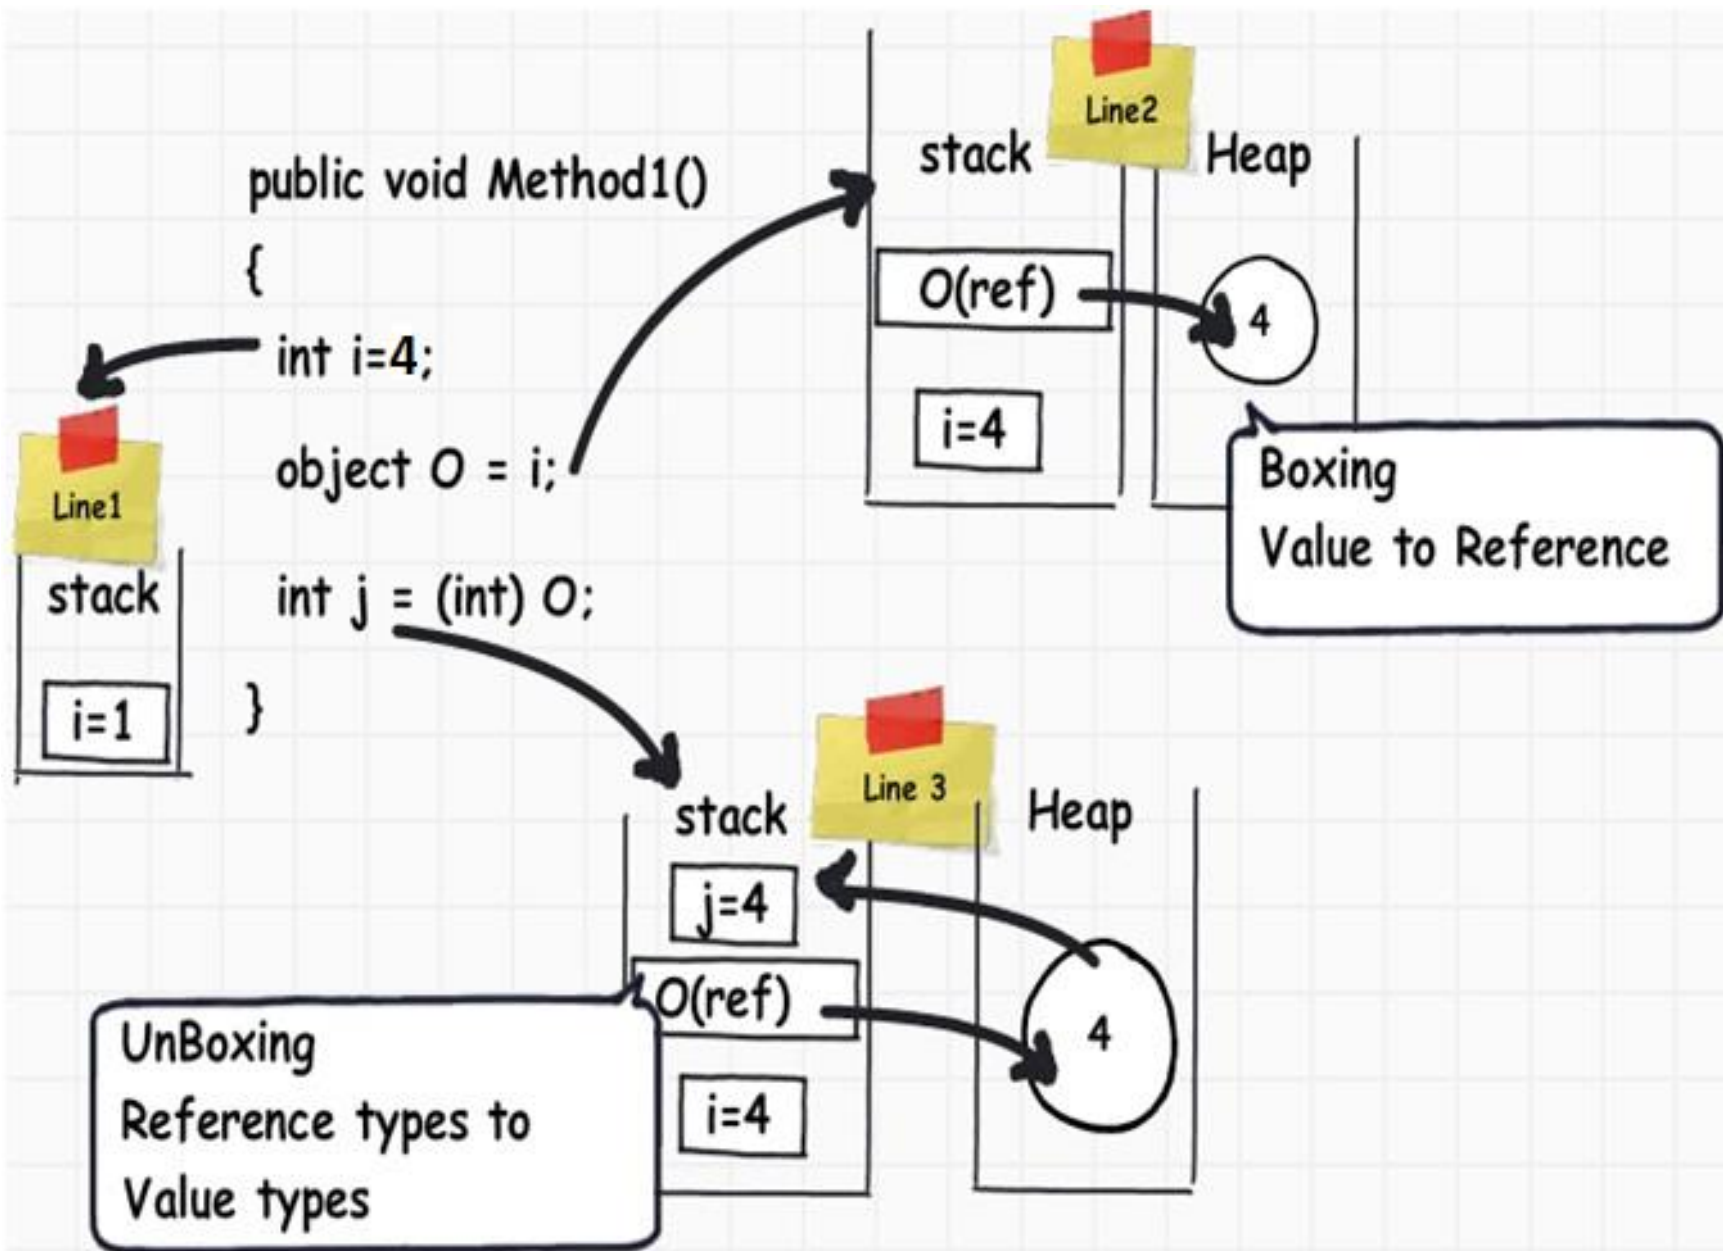 public void Method1()
{
int i=4;
object O = i;
int j = (int) O;
}
Line1
stack
i=1
Line2
stack
Heap
O(ref)
4
i=4
Boxing
Value to Reference
Line 3
stack
Heap
j=4
O(ref)
4
i=4
UnBoxing
Reference types to
Value types